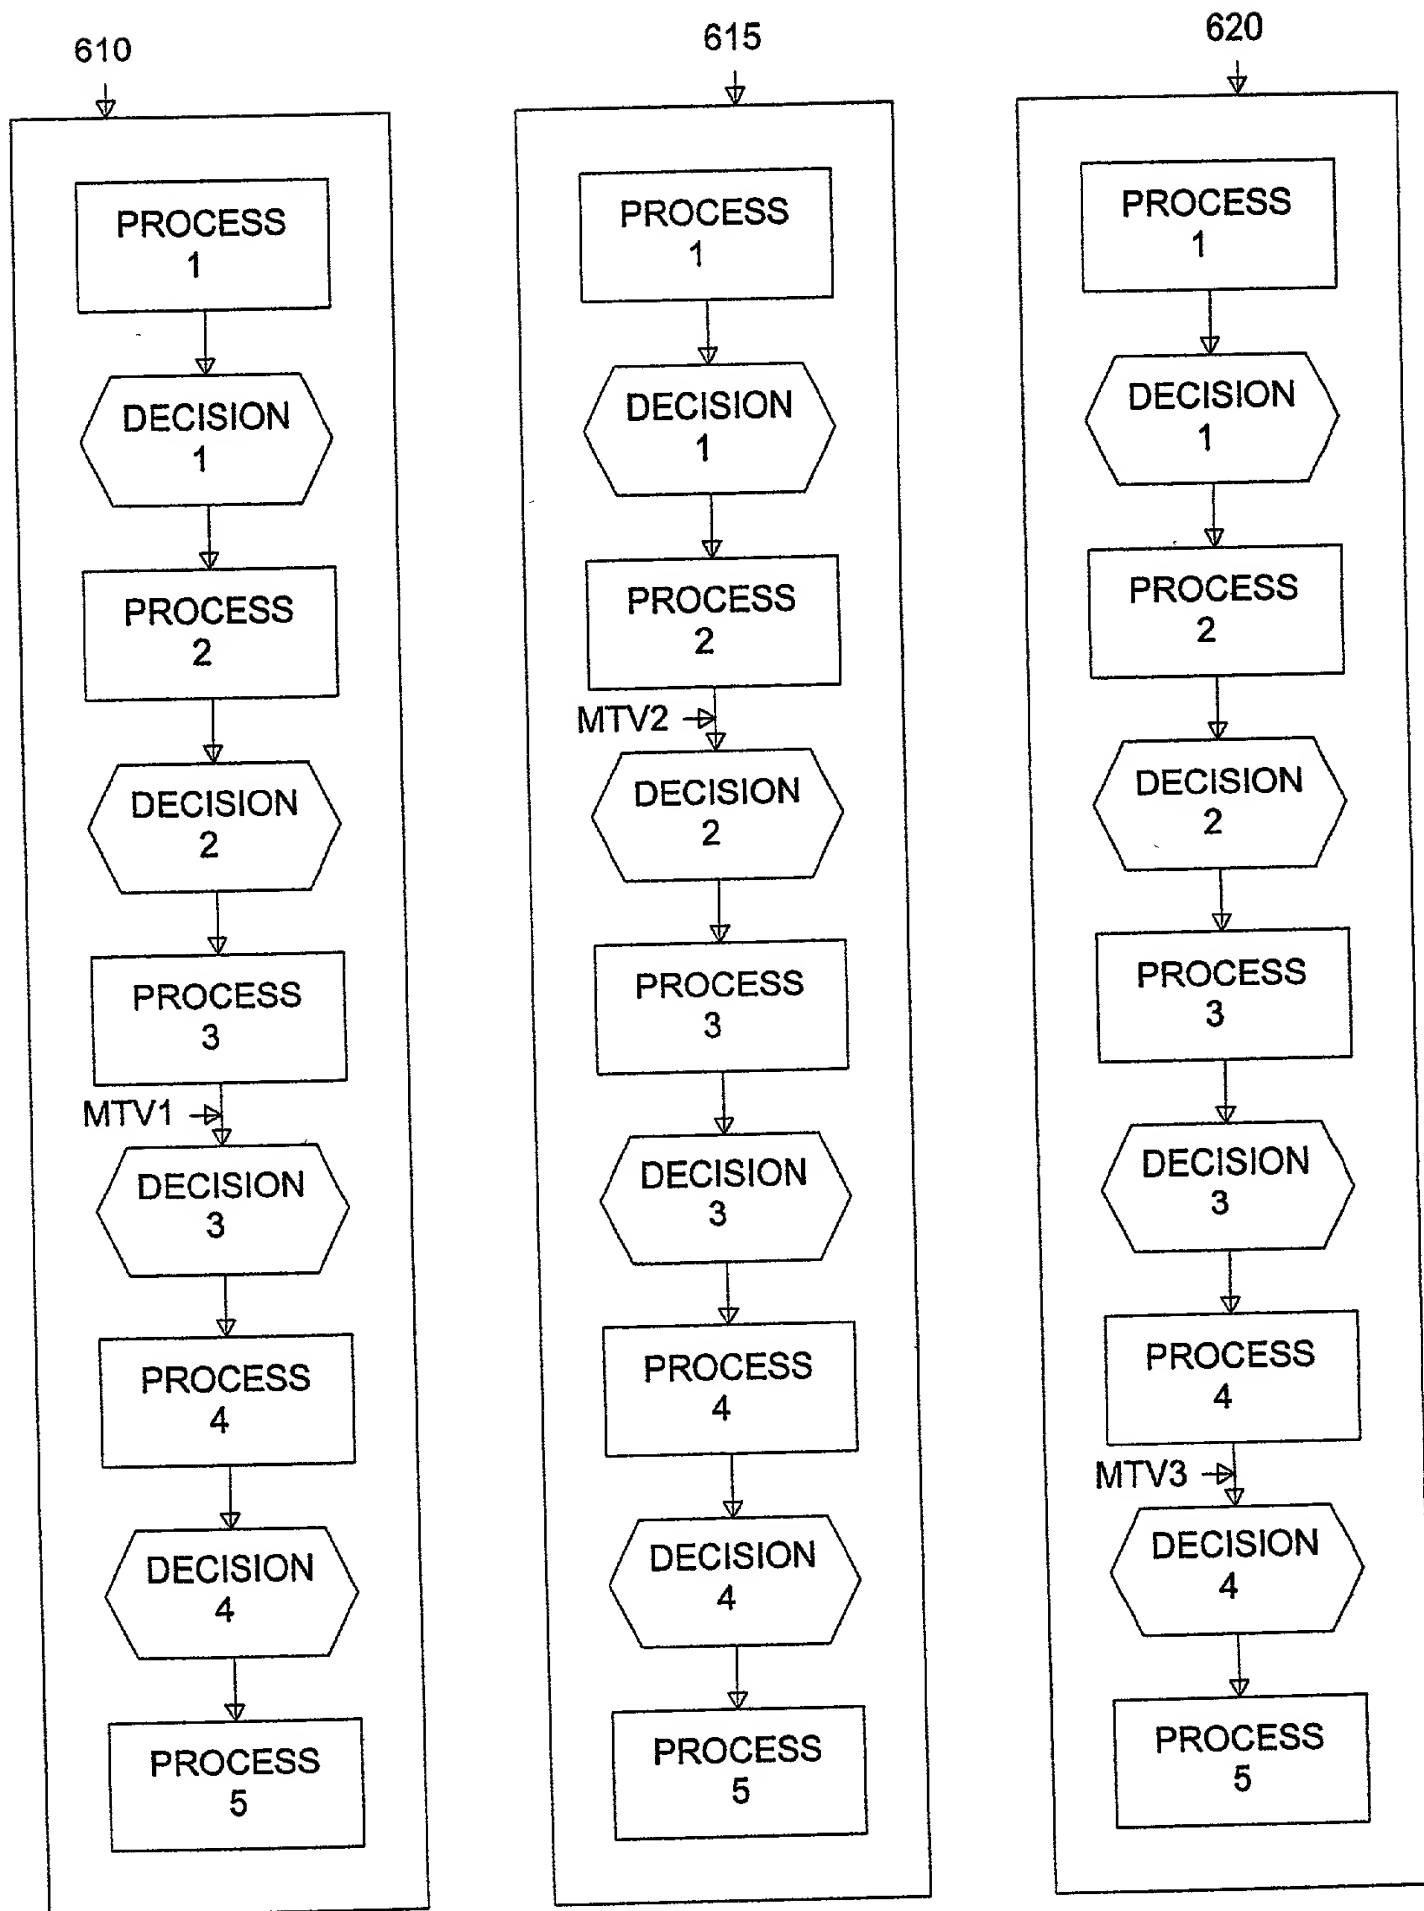 610
PROCESS
1
DECISION
1
PROCESS
2
DECISION
2
PROCESS
3
MTV1
DECISION
3
PROCESS
4
DECISION
4
PROCESS
5
615
PROCESS
1
DECISION
1
PROCESS
2
MTV2
DECISION
2
PROCESS
3
DECISION
3
PROCESS
4
DECISION
4
PROCESS
5
620
PROCESS
1
DECISION
1
PROCESS
2
DECISION
2
PROCESS
3
DECISION
3
PROCESS
4
MTV3
DECISION
4
PROCESS
5